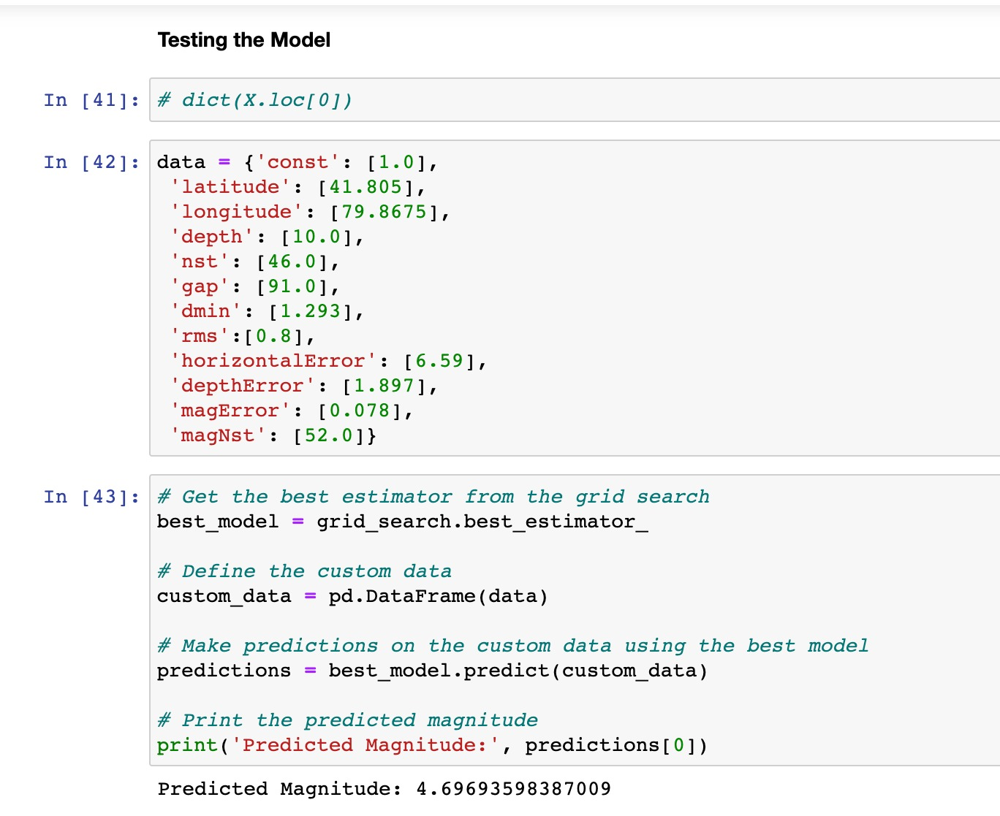 Testing the Model
In [41]: # dict(X.loc[0])
In [42]: data = {'const': [1.0],
'latitude': [41.805],
'longitude': [79.8675],
'depth': [10.0],
'nst': [46.0],
'gap': [91.0],
'dmin': [1.293],
'rms':[0.8],
'horizontalError': [6.59],
'depthError': [1.897],
'magError': [0.078],
'magNst': [52.0]}
In [43]: # Get the best estimator from the grid search
best_model = grid_search.best_estimator_
# Define the custom data
custom_data = pd.DataFrame(data)
# Make predictions on the custom data using the best model
predictions = best_model.predict(custom_data)
# Print the predicted magnitude
print('Predicted Magnitude:', predictions[0])
Predicted Magnitude: 4.69693598387009